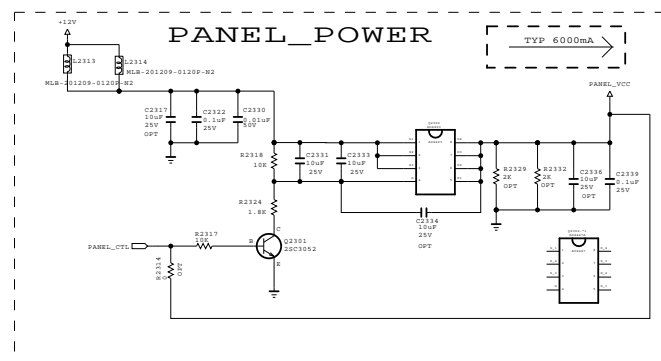 PANEL_POWER
+12V
TYP 6000mA
L2313
L2314
MLB-201209-0120P-N2
MLB-201209-0120P-N2
PANEL_VCC
C2317
10uF
25V
OPT
C2322
0.1uF
25V
C2330
0.01uF
50V
R2318
10K
C2331
10uF
25V
C2333
10uF
25V
R2329
2K
OPT
R2332
2K
OPT
C2336
10uF
25V
OPT
C2339
0.1uF
25V
R2324
1.8K
C2334
10uF
25V
OPT
R2317
10K
PANEL_CTL
B
C
E
Q2301
2SC3052
R2314
0
OPT